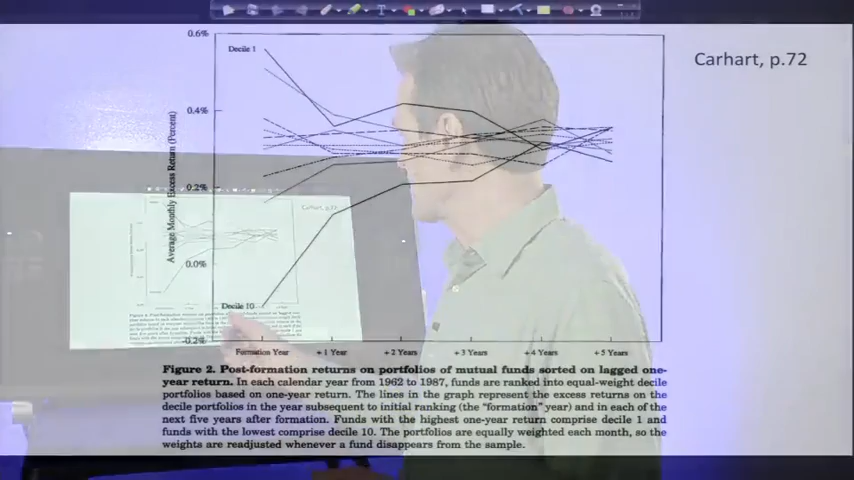 Carhart, p.72
0.6%
Decile 1
0.4%
Average Monthly Excess Return (Percent)
0.2%
0.0%
Decile 10
-0.2%
Formation Year
+ 1 Year
+ 2 Years
+ 3 Years
+ 4 Years
+ 5 Years
Figure 2. Post-formation returns on portfolios of mutual funds sorted on lagged one-
year return. In each calendar year from 1962 to 1987, funds are ranked into equal-weight decile
portfolios based on one-year return. The lines in the graph represent the excess returns on the
decile portfolios in the year subsequent to initial ranking (the "formation" year) and in each of the
next five years after formation. Funds with the highest one-year return comprise decile 1 and
funds with the lowest comprise decile 10. The portfolios are equally weighted each month, so the
weights are readjusted whenever a fund disappears from the sample.